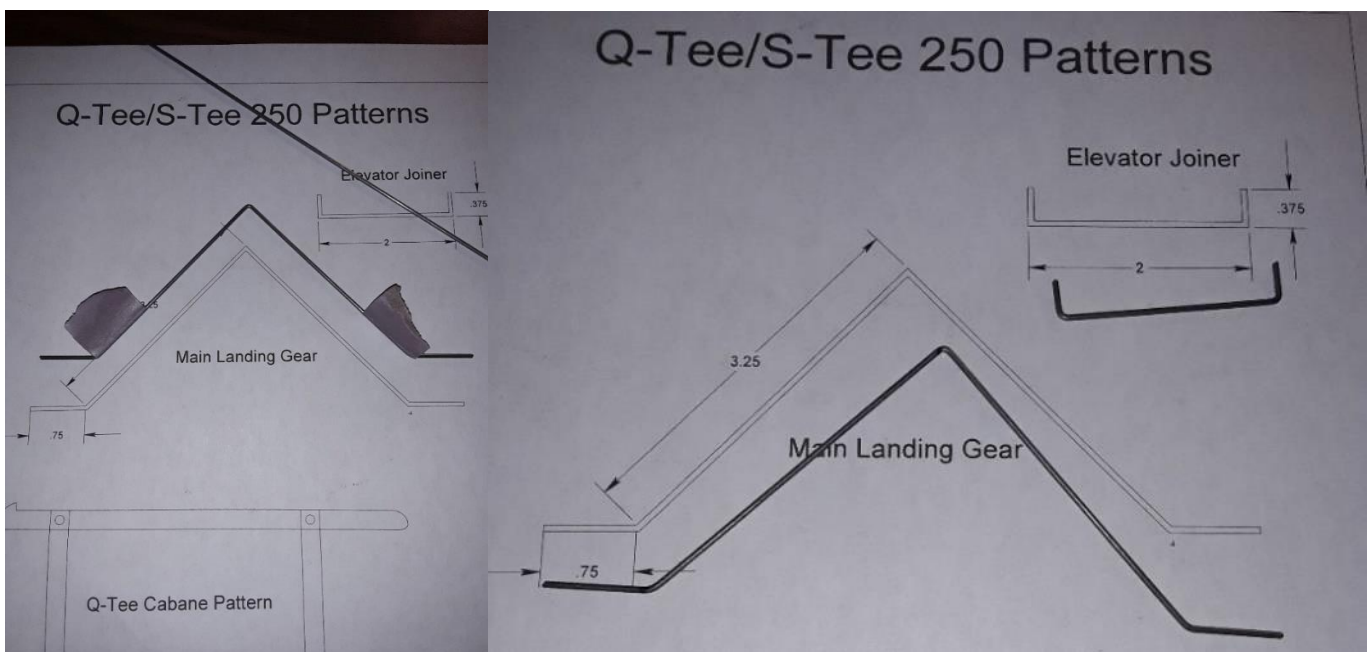 Q-Tee/S-Tee 250 Patterns
Elevator Joiner
.375
2
Main Landing Gear
.75
Q-Tee Cabane Pattern
Q-Tee/S-Tee 250 Patterns
Elevator Joiner
.375
2
3.25
Main Landing Gear
.75
4